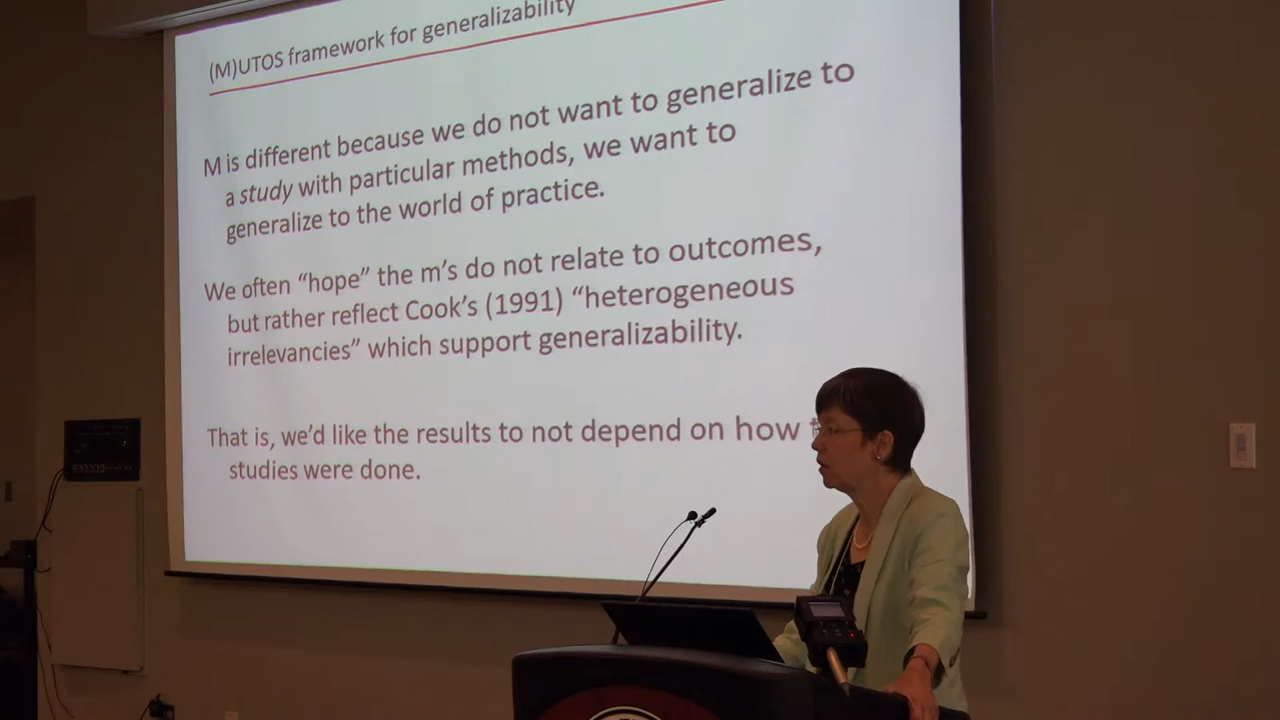 (M)UTOS framework for generalizability
M is different because we do not want to generalize to
a study with particular methods, we want to
generalize to the world of practice.
We often “hope” the m’s do not relate to outcomes,
but rather reflect Cook’s (1991) “heterogeneous
irrelevancies” which support generalizability.
That is, we’d like the results to not depend on how
studies were done.